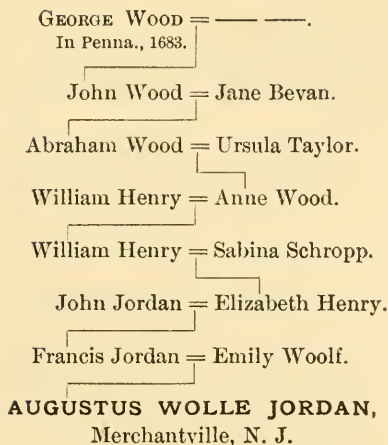 GEORGE WOOD = — — —.
In Penna., 1683.
John Wood = Jane Bevan.
Abraham Wood = Ursula Taylor.
William Henry = Anne Wood.
William Henry = Sabina Schropp.
John Jordan = Elizabeth Henry.
Francis Jordan = Emily Woolf.
AUGUSTUS WOLLE JORDAN,
Merchantville, N. J.